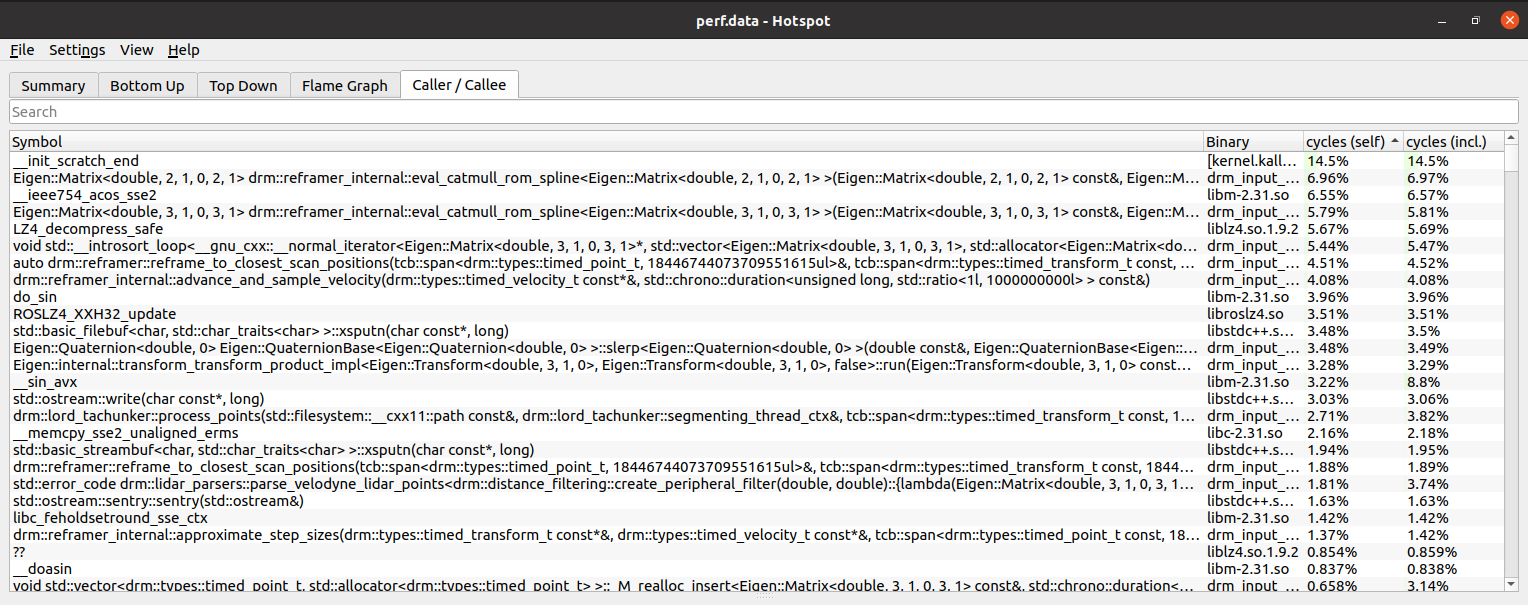 perf.data - Hotspot
File Settings View Help
Summary Bottom Up Top Down Flame Graph Caller / Callee
Search
Symbol Binary cycles (self) cycles (incl.)
__init_scratch_end [kernel.kall... 14.5% 14.5%
Eigen::Matrix<double, 2, 1, 0, 2, 1> drm::reframer_internal::eval_catmull_rom_spline<Eigen::Matrix<double, 2, 1, 0, 2, 1> >(Eigen::Matrix<double, 2, 1, 0, 2, 1> const&, Eigen::M... drm_input_... 6.96% 6.97%
__ieee754_acos_sse2 libm-2.31.so 6.55% 6.57%
Eigen::Matrix<double, 3, 1, 0, 3, 1> drm::reframer_internal::eval_catmull_rom_spline<Eigen::Matrix<double, 3, 1, 0, 3, 1> >(Eigen::Matrix<double, 3, 1, 0, 3, 1> const&, Eigen::M... drm_input_... 5.79% 5.81%
LZ4_decompress_safe liblz4.so.1.9.2 5.67% 5.69%
void std::__introsort_loop<__gnu_cxx::__normal_iterator<Eigen::Matrix<double, 3, 1, 0, 3, 1>*, std::vector<Eigen::Matrix<double, 3, 1, 0, 3, 1>, std::allocator<Eigen::Matrix<do... drm_input_... 5.44% 5.47%
auto drm::reframer::reframe_to_closest_scan_positions(tcb::span<drm::types::timed_point_t, 18446744073709551615ul>&, tcb::span<drm::types::timed_transform_t const, ... drm_input_... 4.51% 4.52%
drm::reframer_internal::advance_and_sample_velocity(drm::types::timed_velocity_t const*&, std::chrono::duration<unsigned long, std::ratio<1l, 1000000000l> > const&) drm_input_... 4.08% 4.08%
do_sin libm-2.31.so 3.96% 3.96%
ROSLZ4_XXH32_update libroslz4.so 3.51% 3.51%
std::basic_filebuf<char, std::char_traits<char> >::xsputn(char const*, long) libstdc++.s... 3.48% 3.5%
Eigen::Quaternion<double, 0> Eigen::QuaternionBase<Eigen::Quaternion<double, 0> >::slerp<Eigen::Quaternion<double, 0> >(double const&, Eigen::QuaternionBase<Eigen::... drm_input_... 3.48% 3.49%
Eigen::internal::transform_transform_product_impl<Eigen::Transform<double, 3, 1, 0>, Eigen::Transform<double, 3, 1, 0>, false>::run(Eigen::Transform<double, 3, 1, 0> const... drm_input_... 3.28% 3.29%
__sin_avx libm-2.31.so 3.22% 8.8%
std::ostream::write(char const*, long) libstdc++.s... 3.03% 3.06%
drm::lord_tachunker::process_points(std::filesystem::__cxx11::path const&, drm::lord_tachunker::segmenting_thread_ctx&, tcb::span<drm::types::timed_transform_t const, 1... drm_input_... 2.71% 3.82%
__memcpy_sse2_unaligned_erms libc-2.31.so 2.16% 2.18%
std::basic_streambuf<char, std::char_traits<char> >::xsputn(char const*, long) libstdc++.s... 1.94% 1.95%
drm::reframer::reframe_to_closest_scan_positions(tcb::span<drm::types::timed_point_t, 18446744073709551615ul>&, tcb::span<drm::types::timed_transform_t const, 1844... drm_input_... 1.88% 1.89%
std::error_code drm::lidar_parsers::parse_velodyne_lidar_points<drm::distance_filtering::create_peripheral_filter(double, double)::{lambda(Eigen::Matrix<double, 3, 1, 0, 3, 1... drm_input_... 1.81% 3.74%
std::ostream::sentry::sentry(std::ostream&) libstdc++.s... 1.63% 1.63%
libc_feholdsetround_sse_ctx libm-2.31.so 1.42% 1.42%
drm::reframer_internal::approximate_step_sizes(drm::types::timed_transform_t const*&, drm::types::timed_velocity_t const*&, tcb::span<drm::types::timed_point_t const, 18... drm_input_... 1.37% 1.42%
?? liblz4.so.1.9.2 0.854% 0.859%
__doasin libm-2.31.so 0.837% 0.838%
void std::vector<drm::types::timed_point_t, std::allocator<drm::types::timed_point_t> >::_M_realloc_insert<Eigen::Matrix<double, 3, 1, 0, 3, 1> const&, std::chrono::duration<... drm_input_... 0.658% 3.14%